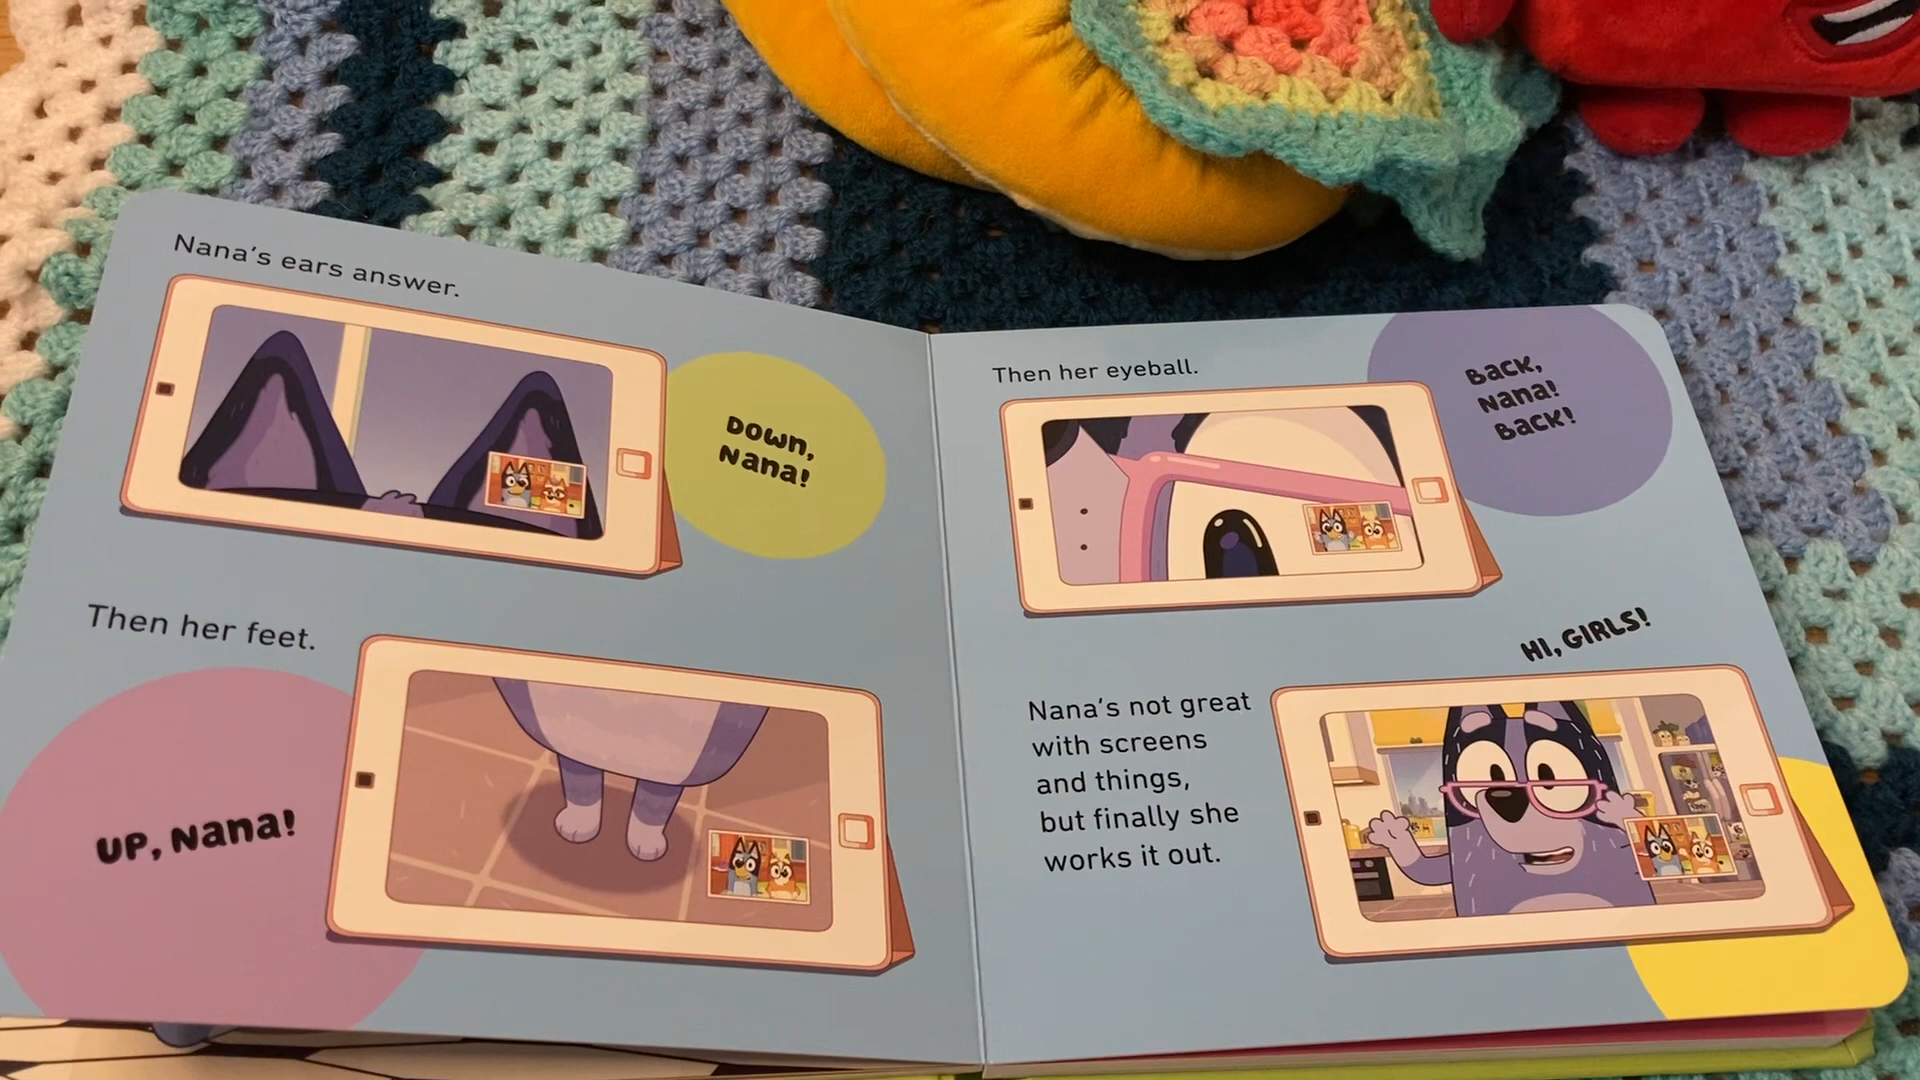 Nana's ears answer.
Down,
Nana!
Then her feet.
UP, Nana!
Then her eyeball.
Back,
Nana!
Back!
HI, GIRLS!
Nana's not great
with screens
and things,
but finally she
works it out.